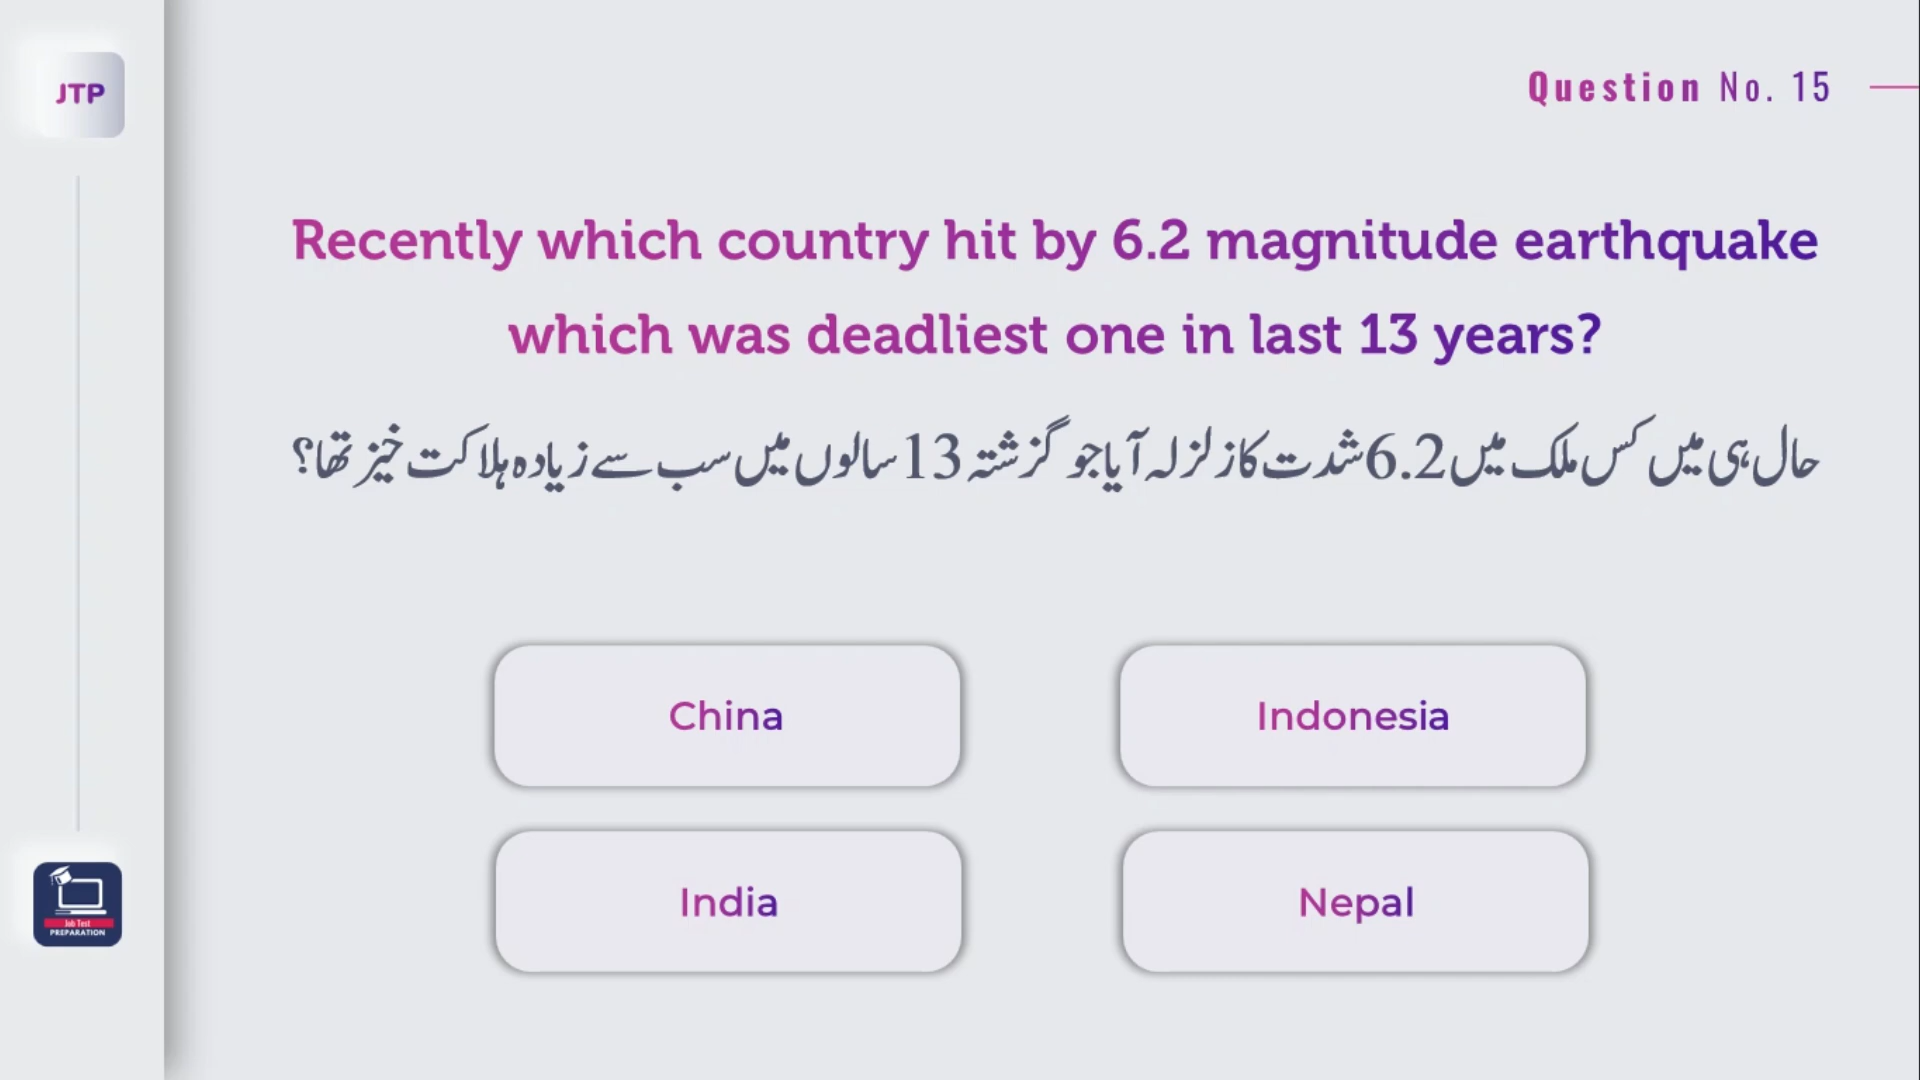 JTP
Question No. 15
Recently which country hit by 6.2 magnitude earthquake
which was deadliest one in last 13 years?
حال ہی میں کس ملک میں 6.2 شدت کا زلزلہ آیا جو گزشتہ 13 سالوں میں سب سے زیادہ ہلاکت خیز تھا؟
China
Indonesia
India
Nepal
Job Test
PREPARATION